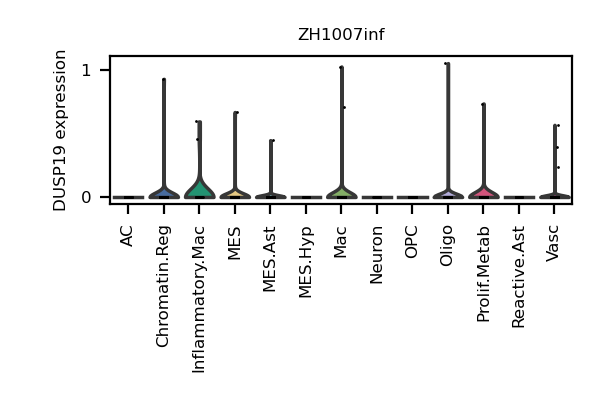 ZH1007inf
DUSP19 expression
1
0
AC
Chromatin.Reg
Inflammatory.Mac
MES
MES.Ast
MES.Hyp
Mac
Neuron
OPC
Oligo
Prolif.Metab
Reactive.Ast
Vasc